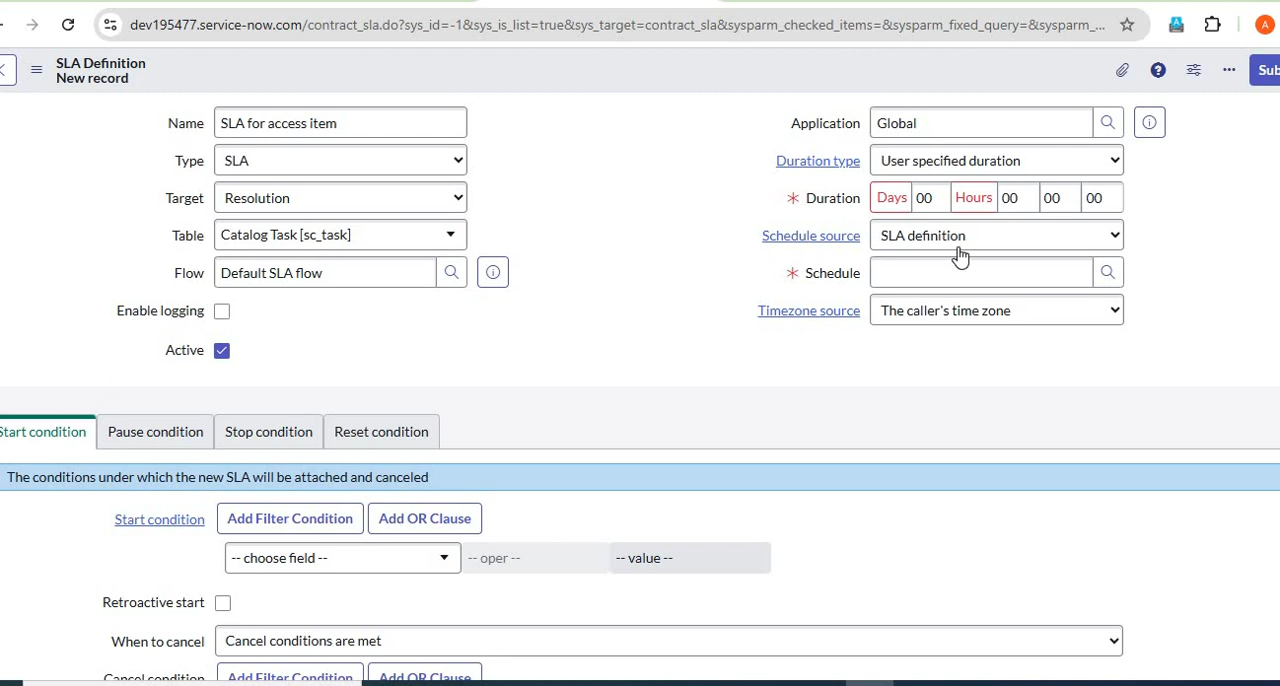 dev195477.service-now.com/contract_sla.do?sys_id=-1&sys_is_list=true&sys_target=contract_sla&sysparm_checked_items=&sysparm_fixed_query=&sysparm_...
A
SLA Definition
New record
Sub
Name SLA for access item
Application Global
Type SLA
Duration type User specified duration
Target Resolution
Duration Days 00 Hours 00 00 00
Table Catalog Task [sc_task]
Schedule source SLA definition
Flow Default SLA flow
Schedule
Enable logging
Timezone source The caller's time zone
Active
Start condition Pause condition Stop condition Reset condition
The conditions under which the new SLA will be attached and canceled
Start condition Add Filter Condition Add OR Clause
-- choose field -- -- oper -- -- value --
Retroactive start
When to cancel Cancel conditions are met
Cancel condition Add Filter Condition Add OR Clause